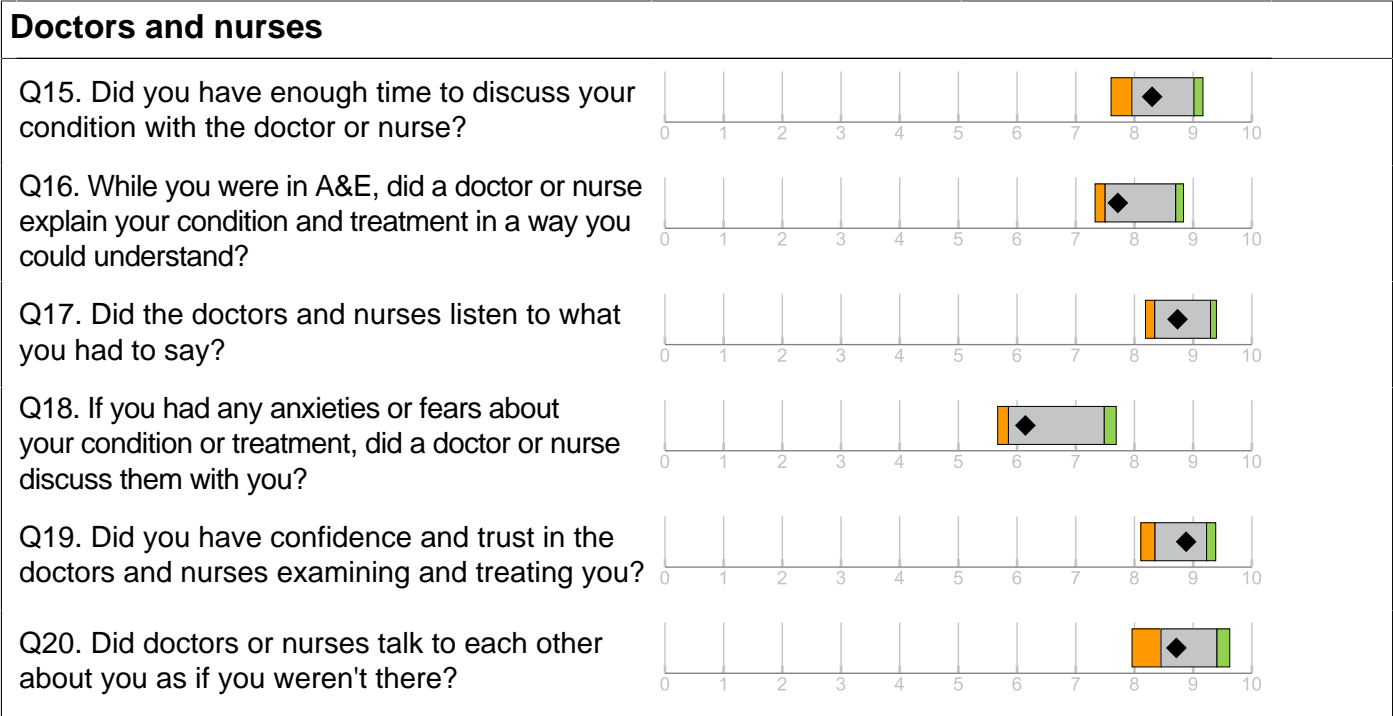 Doctors and nurses
Q15. Did you have enough time to discuss your
condition with the doctor or nurse?
0 1 2 3 4 5 6 7 8 9 10
Q16. While you were in A&E, did a doctor or nurse
explain your condition and treatment in a way you
could understand?
0 1 2 3 4 5 6 7 8 9 10
Q17. Did the doctors and nurses listen to what
you had to say?
0 1 2 3 4 5 6 7 8 9 10
Q18. If you had any anxieties or fears about
your condition or treatment, did a doctor or nurse
discuss them with you?
0 1 2 3 4 5 6 7 8 9 10
Q19. Did you have confidence and trust in the
doctors and nurses examining and treating you?
0 1 2 3 4 5 6 7 8 9 10
Q20. Did doctors or nurses talk to each other
about you as if you weren't there?
0 1 2 3 4 5 6 7 8 9 10